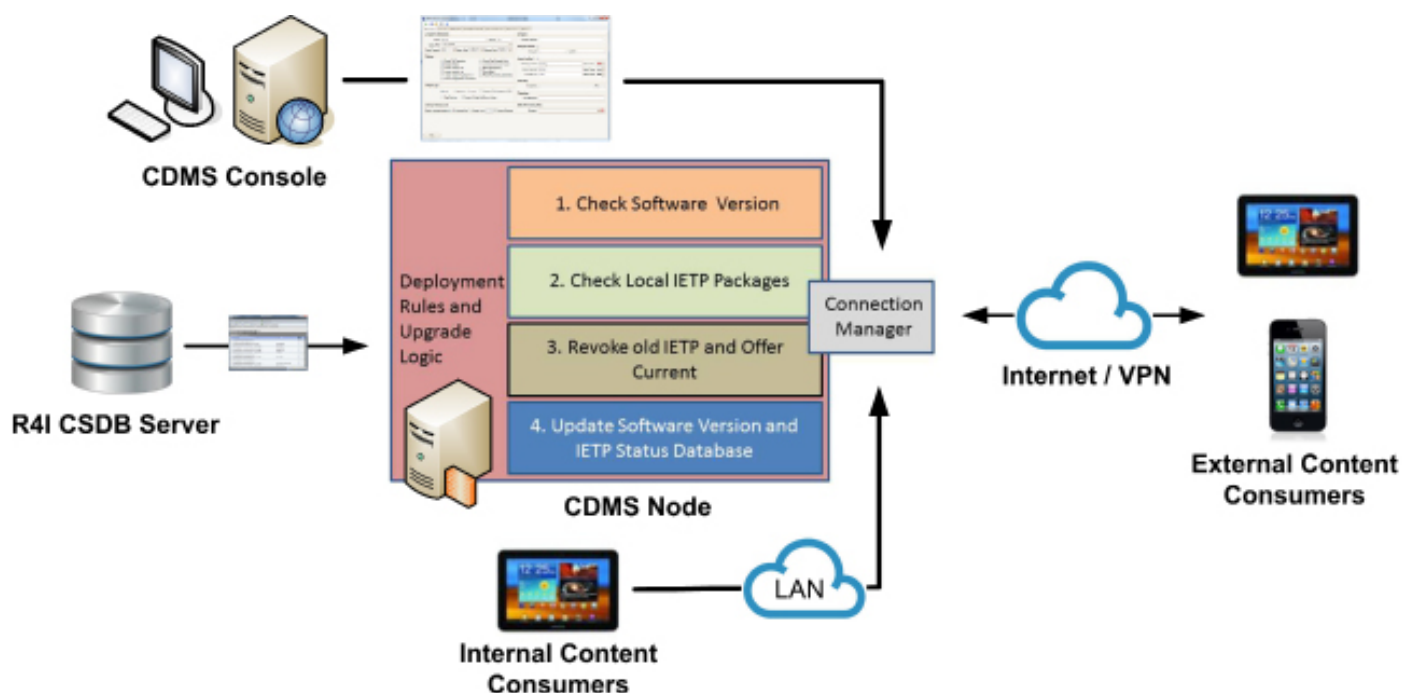 CDMS Console
1. Check Software Version
2. Check Local IETP Packages
Deployment
Rules and
Upgrade
Logic
3. Revoke old IETP and Offer
Current
4. Update Software Version and
IETP Status Database
Connection
Manager
R4I CSDB Server
CDMS Node
Internet / VPN
External Content
Consumers
LAN
Internal Content
Consumers